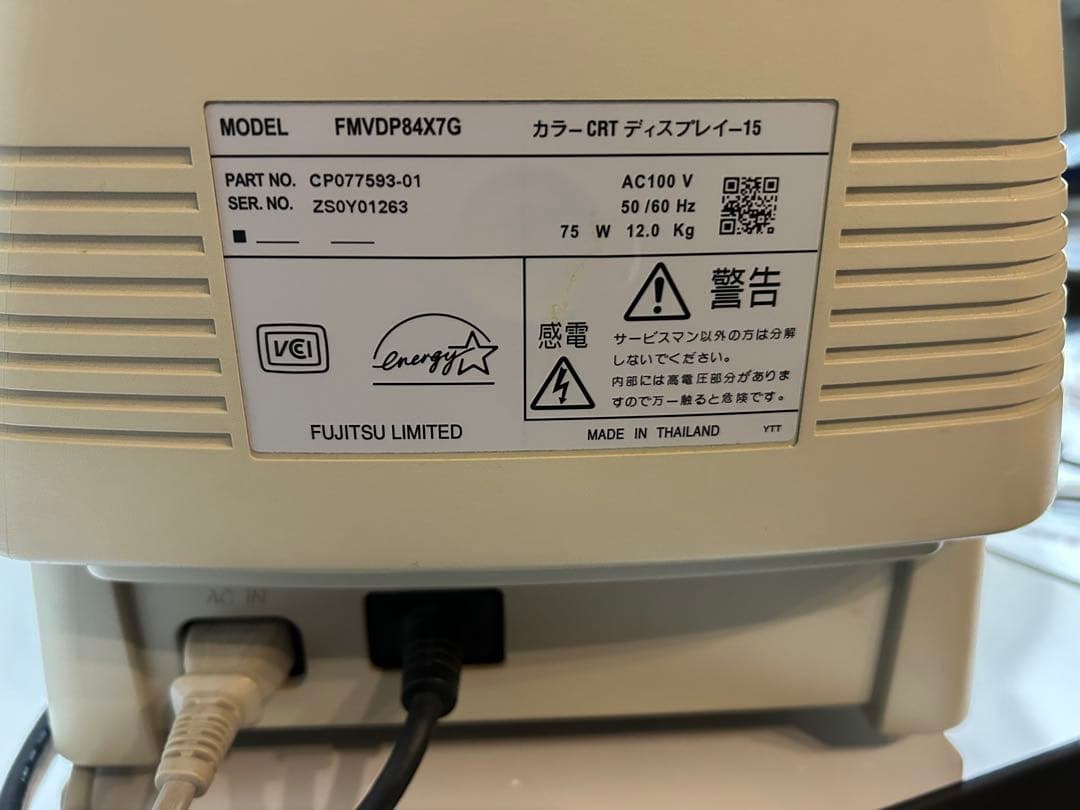 MODEL FMVDP84X7G カラーCRT ディスプレイ-15
PART NO. CP077593-01
SER. NO. ZS0Y01263
AC100 V
50 /60 Hz
75 W 12.0 Kg
VCCI
energy
FUJITSU LIMITED
警告
感電
サービスマン以外の方は分解
しないでください。
内部には高電圧部分がありま
すので万一触ると危険です。
MADE IN THAILAND YTT
AC IN